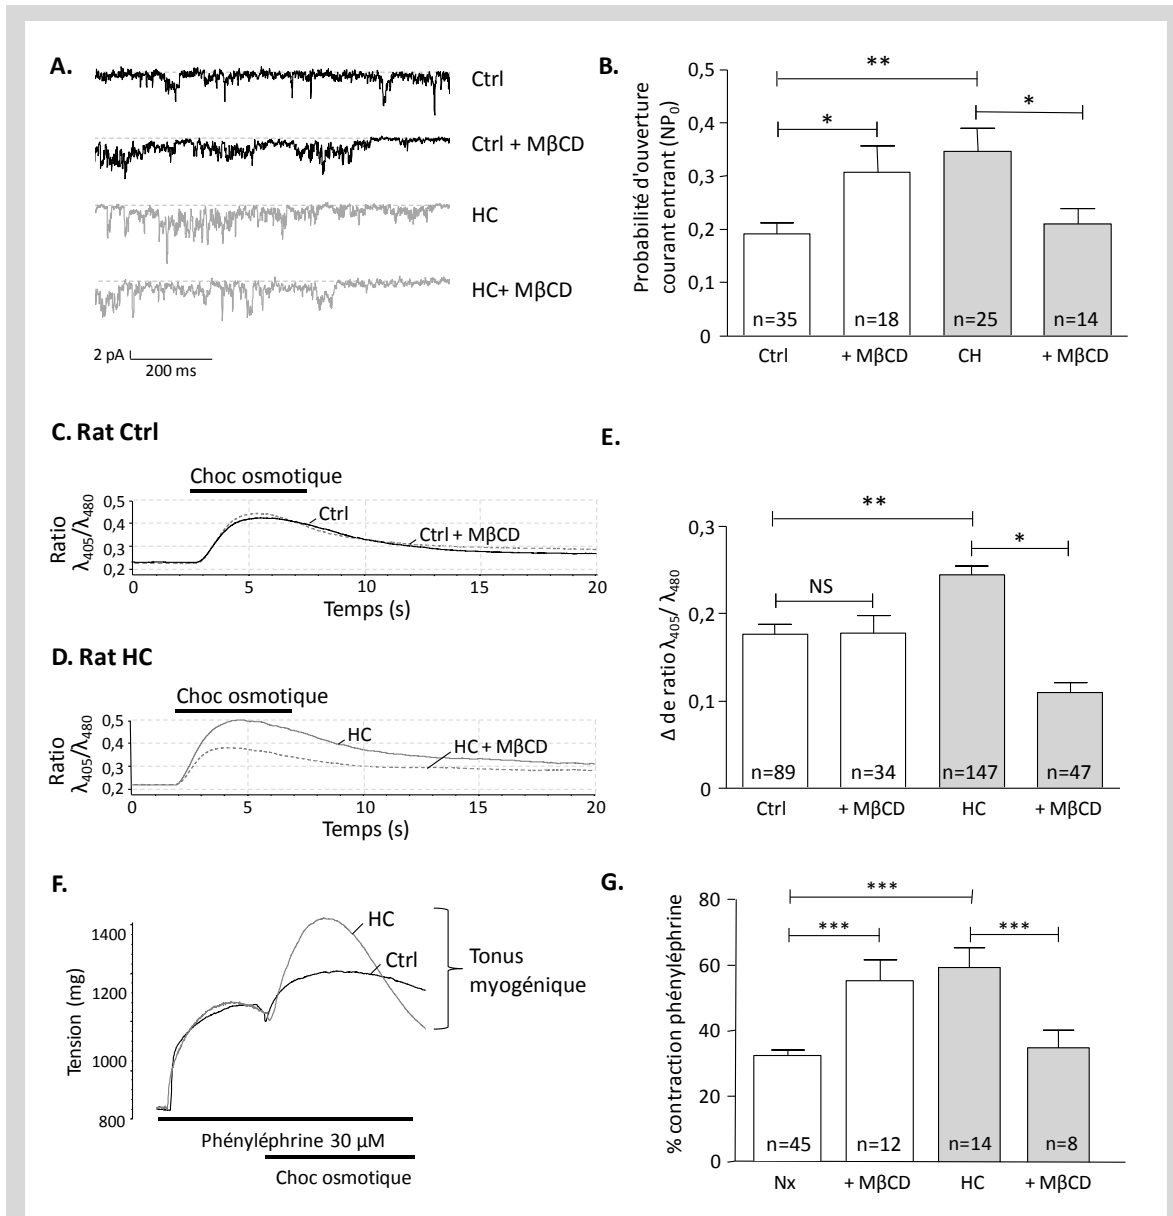 A.
Ctrl
Ctrl + MβCD
HC
HC+ MβCD
2 pA
200 ms
B.
Probabilité d'ouverture
courant entrant (NP0)
0,5
0,4
0,3
0,2
0,1
0
**
*
*
n=35
n=18
n=25
n=14
Ctrl
+ MβCD
CH
+ MβCD
C. Rat Ctrl
Choc osmotique
Ratio
λ405/λ480
0,5
0,4
0,3
0,2
Ctrl
Ctrl + MβCD
0
5
10
15
20
Temps (s)
D. Rat HC
Choc osmotique
Ratio
λ405/λ480
0,5
0,4
0,3
0,2
HC
HC + MβCD
0
5
10
15
20
Temps (s)
E.
Δ de ratio λ405/ λ480
0,3
0,2
0,1
0
**
*
NS
n=89
n=34
n=147
n=47
Ctrl
+ MβCD
HC
+ MβCD
F.
Tension (mg)
1400
1200
1000
800
HC
Ctrl
Tonus
myogénique
Phényléphrine 30 µM
Choc osmotique
G.
% contraction phényléphrine
80
60
40
20
0
***
***
***
n=45
n=12
n=14
n=8
Nx
+ MβCD
HC
+ MβCD